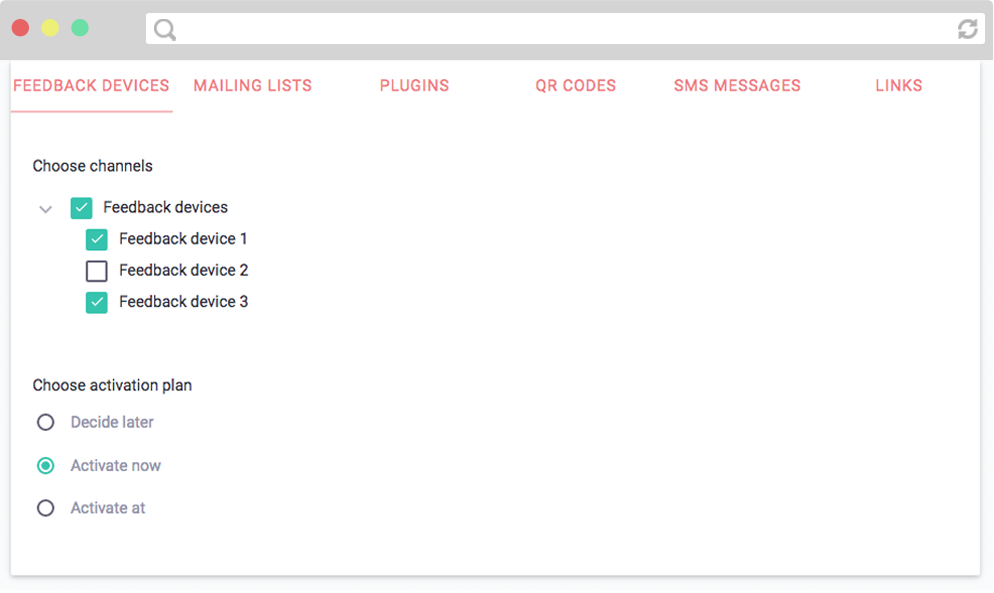 FEEDBACK DEVICES MAILING LISTS PLUGINS QR CODES SMS MESSAGES LINKS
Choose channels
Feedback devices
Feedback device 1
Feedback device 2
Feedback device 3
Choose activation plan
Decide later
Activate now
Activate at